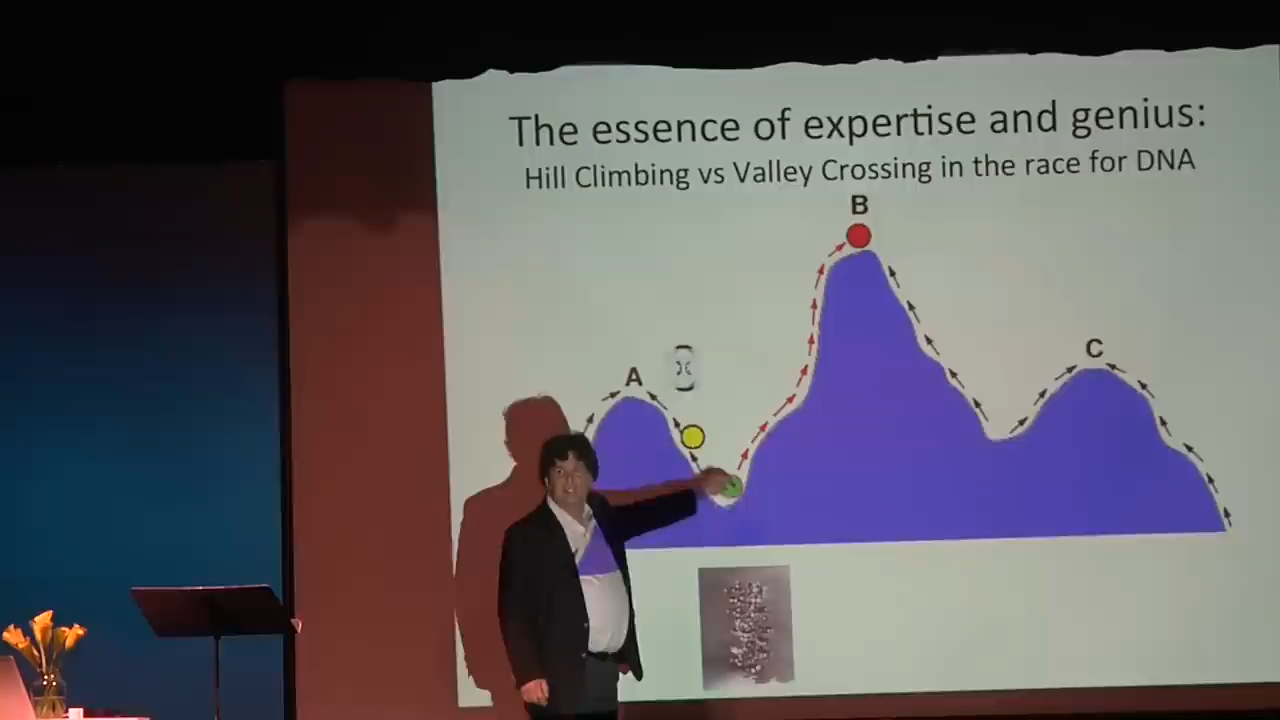 The essence of expertise and genius:
Hill Climbing vs Valley Crossing in the race for DNA
B
A
C